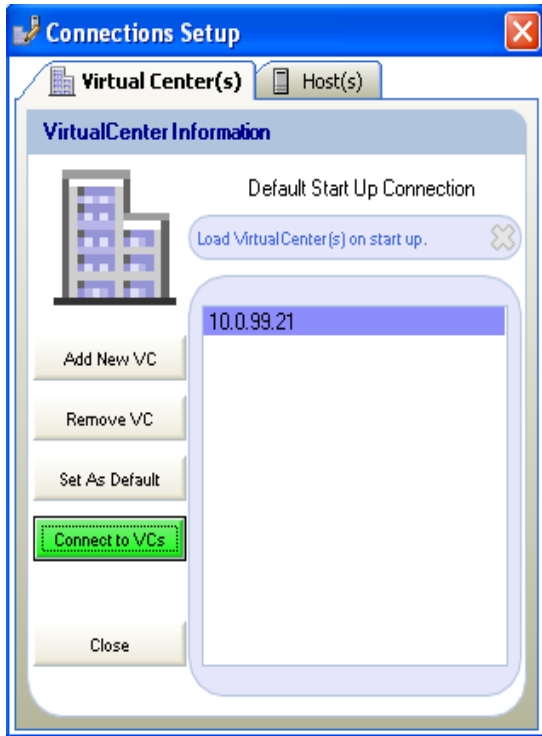 Connections Setup
Virtual Center(s)
Host(s)
VirtualCenter Information
Default Start Up Connection
Load VirtualCenter(s) on start up.
10.0.99.21
Add New VC
Remove VC
Set As Default
Connect to VCs
Close